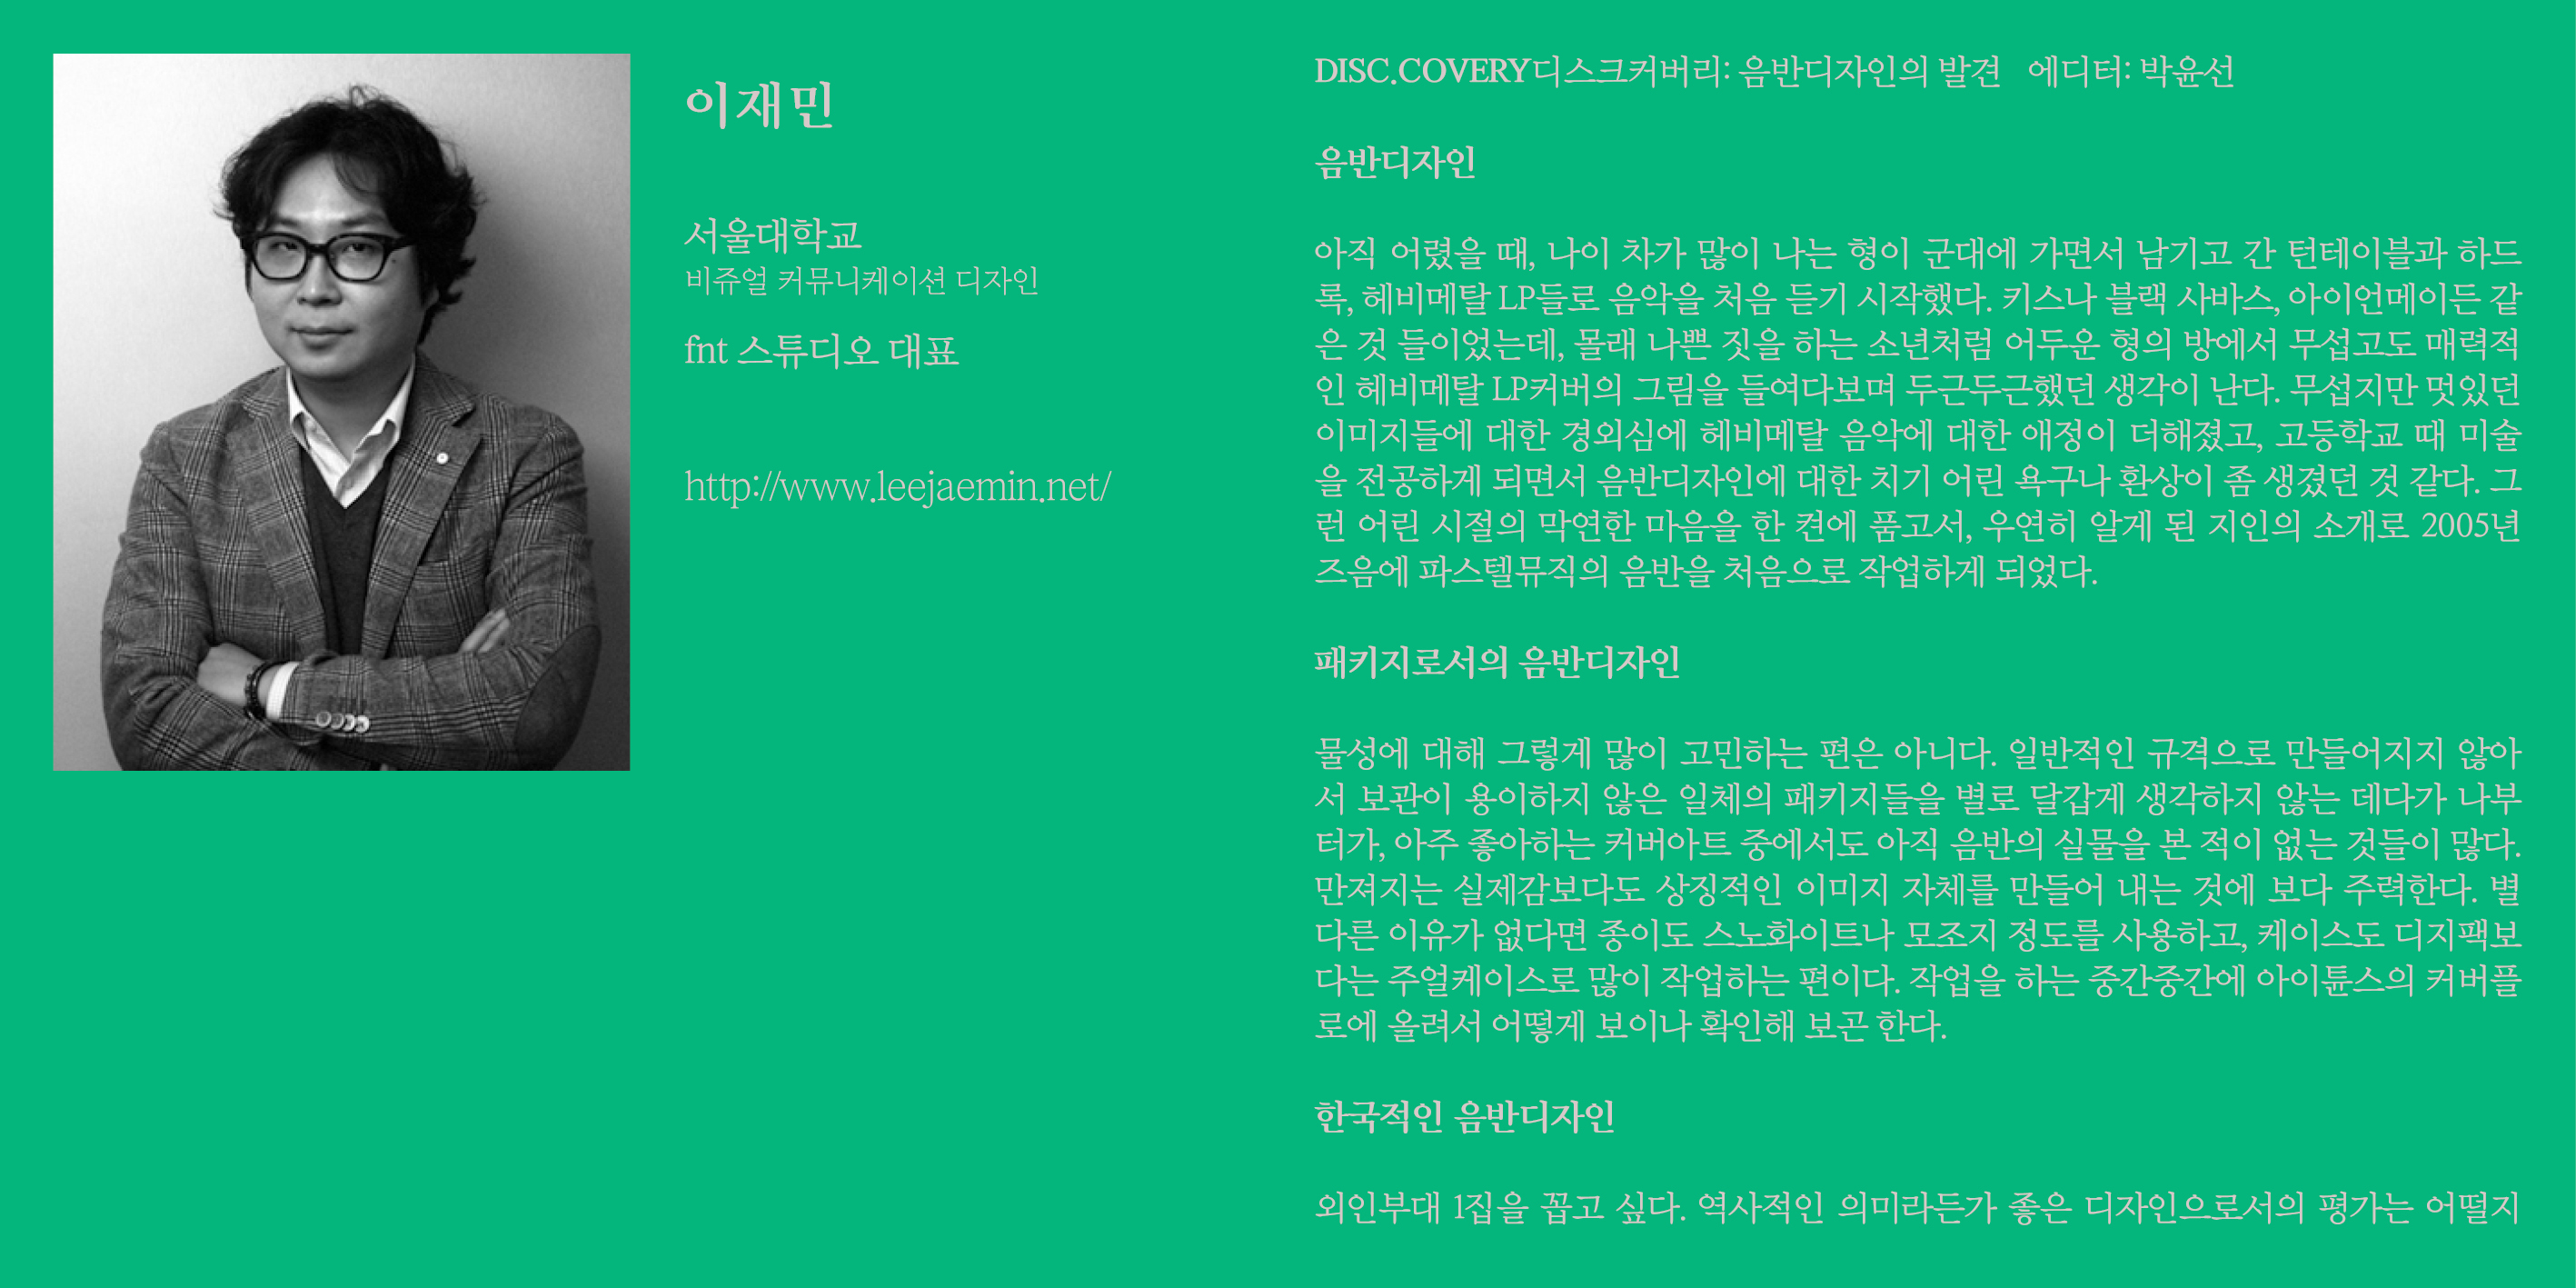 이재민
서울대학교
비쥬얼 커뮤니케이션 디자인
fnt 스튜디오 대표
http://www.leejaemin.net/
DISC.COVERY디스크커버리: 음반디자인의 발견 에디터: 박윤선
음반디자인
아직 어렸을 때, 나이 차가 많이 나는 형이 군대에 가면서 남기고 간 턴테이블과 하드
록, 헤비메탈 LP들로 음악을 처음 듣기 시작했다. 키스나 블랙 사바스, 아이언메이든 같
은 것 들이었는데, 몰래 나쁜 짓을 하는 소년처럼 어두운 형의 방에서 무섭고도 매력적
인 헤비메탈 LP커버의 그림을 들여다보며 두근두근했던 생각이 난다. 무섭지만 멋있던
이미지들에 대한 경외심에 헤비메탈 음악에 대한 애정이 더해졌고, 고등학교 때 미술
을 전공하게 되면서 음반디자인에 대한 치기 어린 욕구나 환상이 좀 생겼던 것 같다. 그
런 어린 시절의 막연한 마음을 한 켠에 품고서, 우연히 알게 된 지인의 소개로 2005년
즈음에 파스텔뮤직의 음반을 처음으로 작업하게 되었다.
패키지로서의 음반디자인
물성에 대해 그렇게 많이 고민하는 편은 아니다. 일반적인 규격으로 만들어지지 않아
서 보관이 용이하지 않은 일체의 패키지들을 별로 달갑게 생각하지 않는 데다가 나부
터가, 아주 좋아하는 커버아트 중에서도 아직 음반의 실물을 본 적이 없는 것들이 많다.
만져지는 실제감보다도 상징적인 이미지 자체를 만들어 내는 것에 보다 주력한다. 별
다른 이유가 없다면 종이도 스노화이트나 모조지 정도를 사용하고, 케이스도 디지팩보
다는 주얼케이스로 많이 작업하는 편이다. 작업을 하는 중간중간에 아이튠스의 커버플
로에 올려서 어떻게 보이나 확인해 보곤 한다.
한국적인 음반디자인
외인부대 1집을 꼽고 싶다. 역사적인 의미라든가 좋은 디자인으로서의 평가는 어떨지